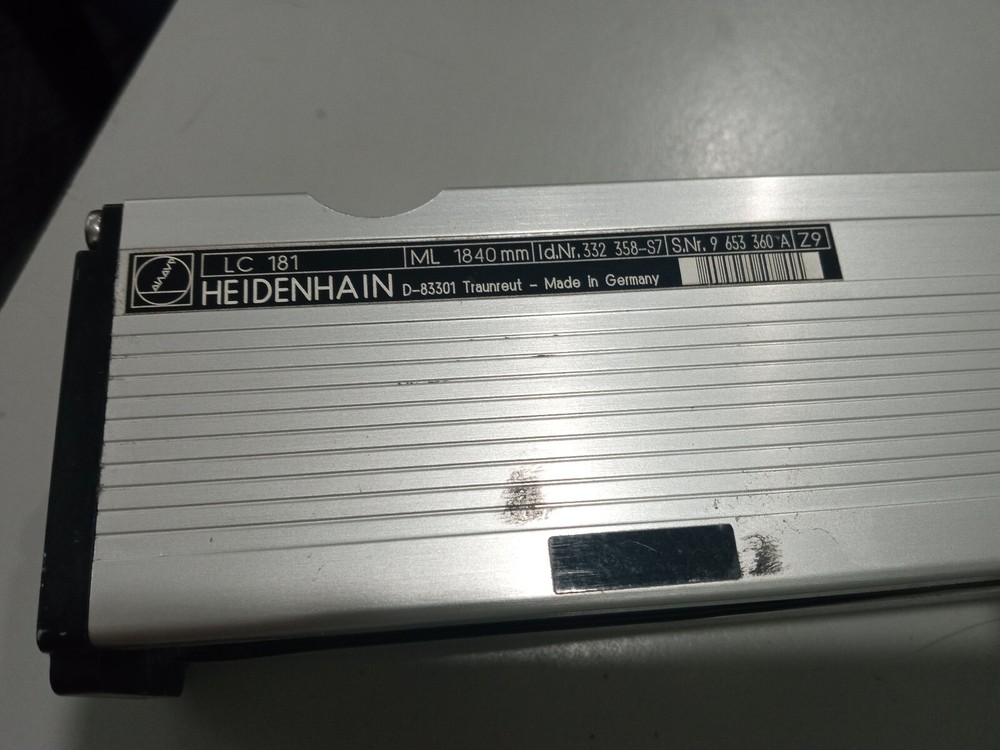 LC 181 ML 1840 mm Id.Nr. 332 358-S7 S.Nr. 9 653 360 A Z9
HEIDENHAIN D-83301 Traunreut - Made in Germany